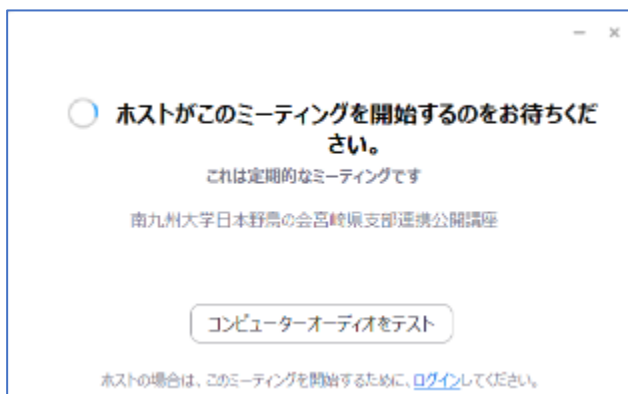 ホストがこのミーティングを開始するのをお待ちくだ
さい。
これは定期的なミーティングです
南九州大学日本野鳥の会宮崎県支部連携公開講座
コンピューターオーディオをテスト
ホストの場合は、このミーティングを開始するために、ログインしてください。